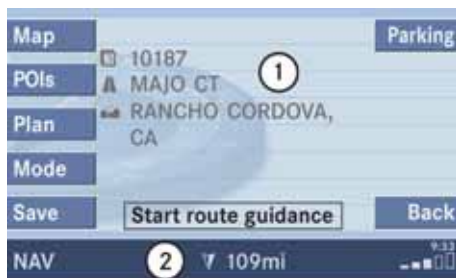 Map
Parking
10187
1
POIs
MAJO CT
RANCHO CORDOVA,
Plan
CA
Mode
Save
Start route guidance
Back
NAV
2
109mi
9:33